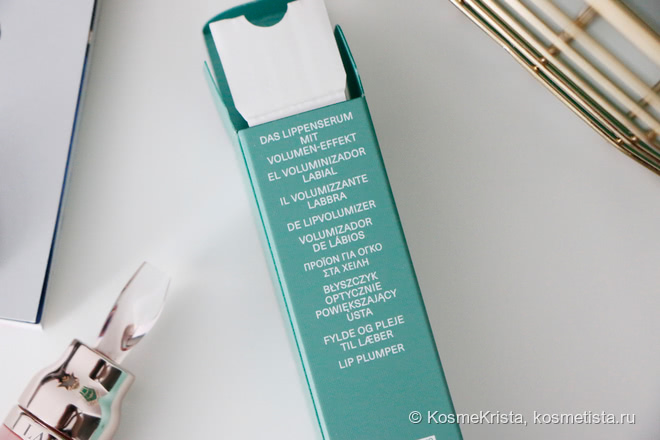 DAS LIPPENSERUM
MIT
VOLUMEN-EFFEKT
EL VOLUMINIZADOR
LABIAL
IL VOLUMIZZANTE
LABBRA
DE LIPVOLUMIZER
VOLUMIZADOR
DE LÁBIOS
ΠΡΟΪΟΝ ΓΙΑ ΟΓΚΟ
ΣΤΑ ΧΕΙΛΗ
BŁYSZCZYK
OPTYCZNIE
POWIĘKSZAJĄCY
USTA
FYLDE OG PLEJE
TIL LÆBER
LIP PLUMPER
© KosmeKrista, kosmetista.ru